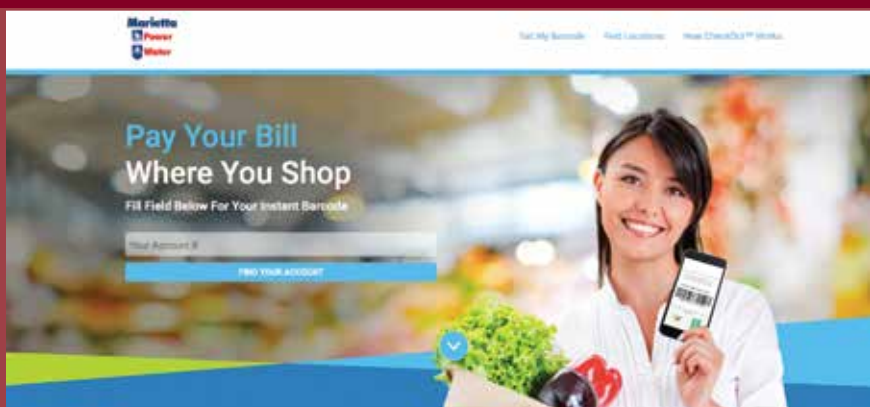 Marietta
Power
Water
Get My Barcode Find Locations How CheckOut™ Works
Pay Your Bill
Where You Shop
Fill Field Below For Your Instant Barcode
Your Account #
FIND YOUR ACCOUNT